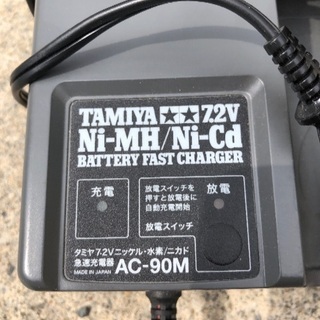 TAMIYA 7.2V
Ni-MH/Ni-Cd
BATTERY FAST CHARGER
充電
放電スイッチを
押すと放電後に
自動充電開始
放電
放電スイッチ
タミヤ7.2Vニッケル・水素/ニカド
急速充電器 AC-90M
MADE IN JAPAN